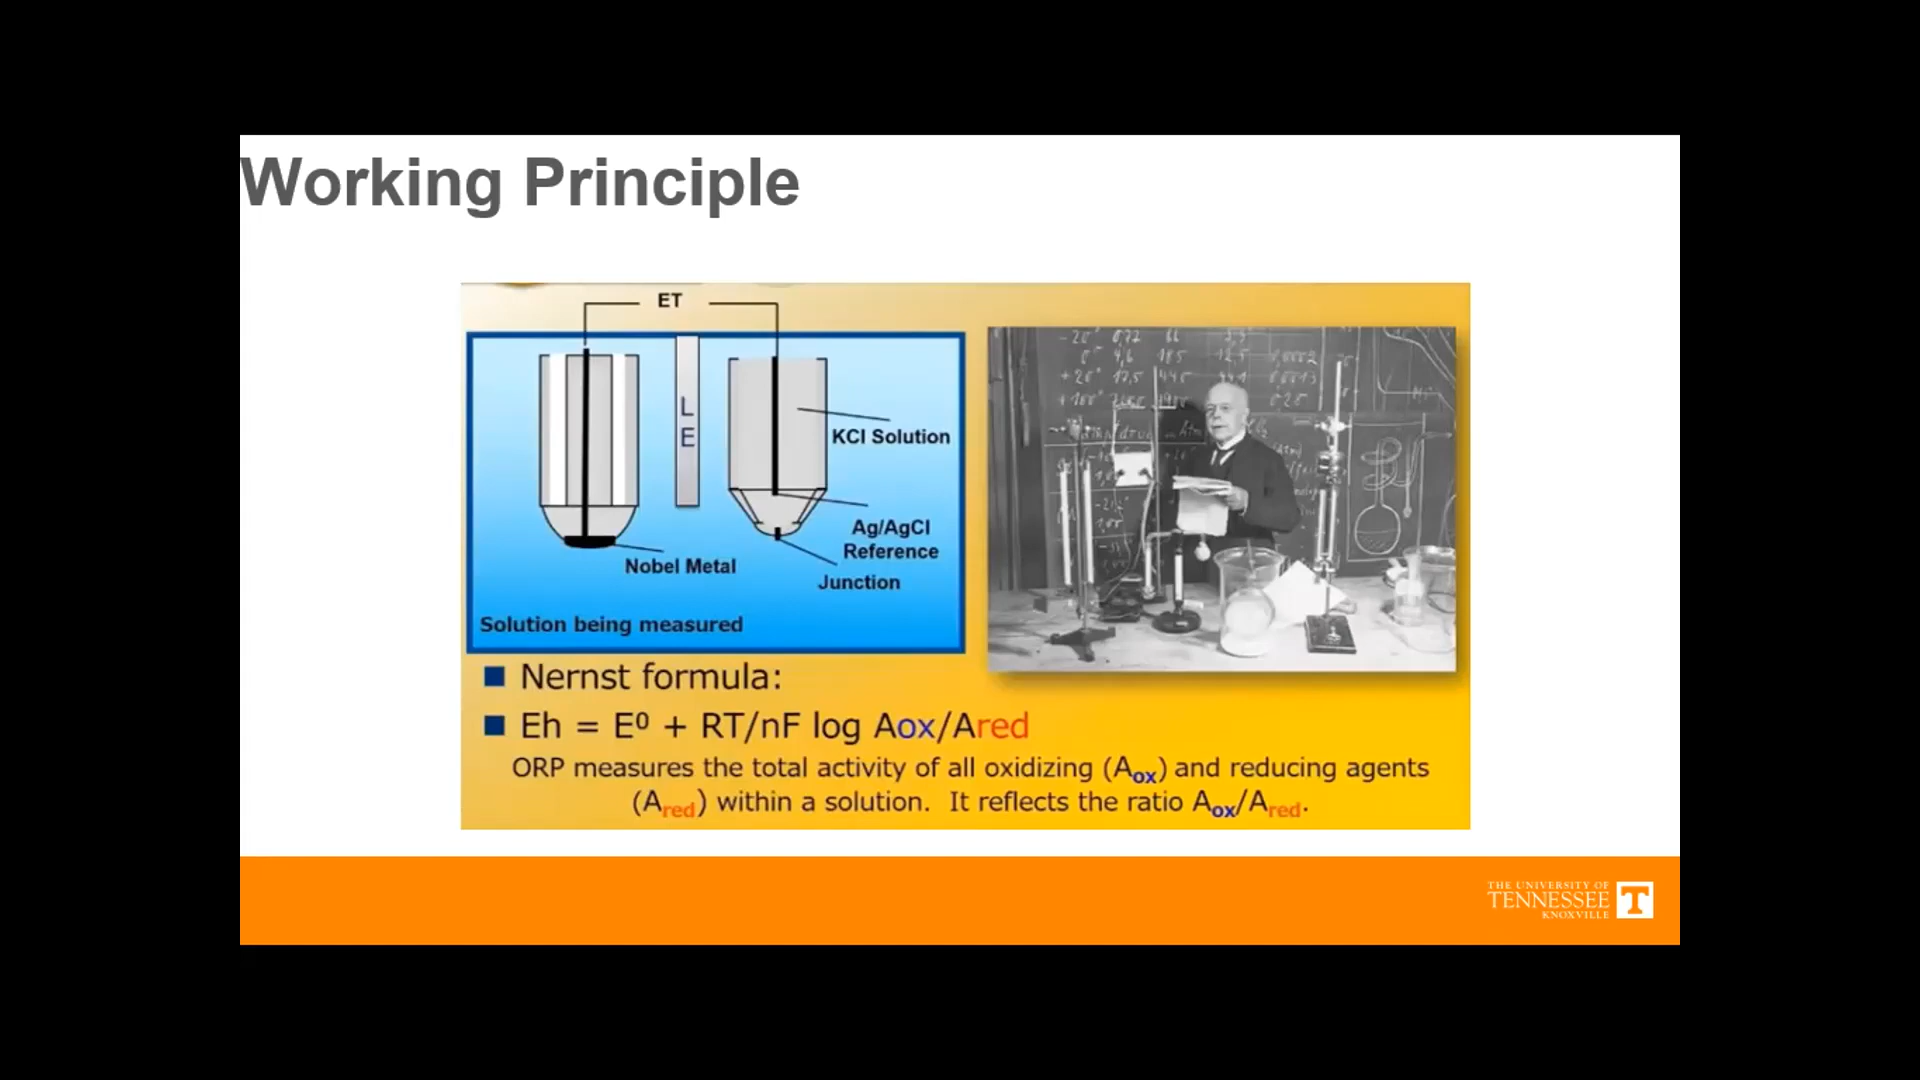 Working Principle
ET
L
E
KCI Solution
Ag/AgCl
Reference
Nobel Metal
Junction
Solution being measured
Nernst formula:
Eh = E⁰ + RT/nF log Aox/Ared
ORP measures the total activity of all oxidizing (Aox) and reducing agents
(Ared) within a solution. It reflects the ratio Aox/Ared.
THE UNIVERSITY OF
TENNESSEE
KNOXVILLE
T